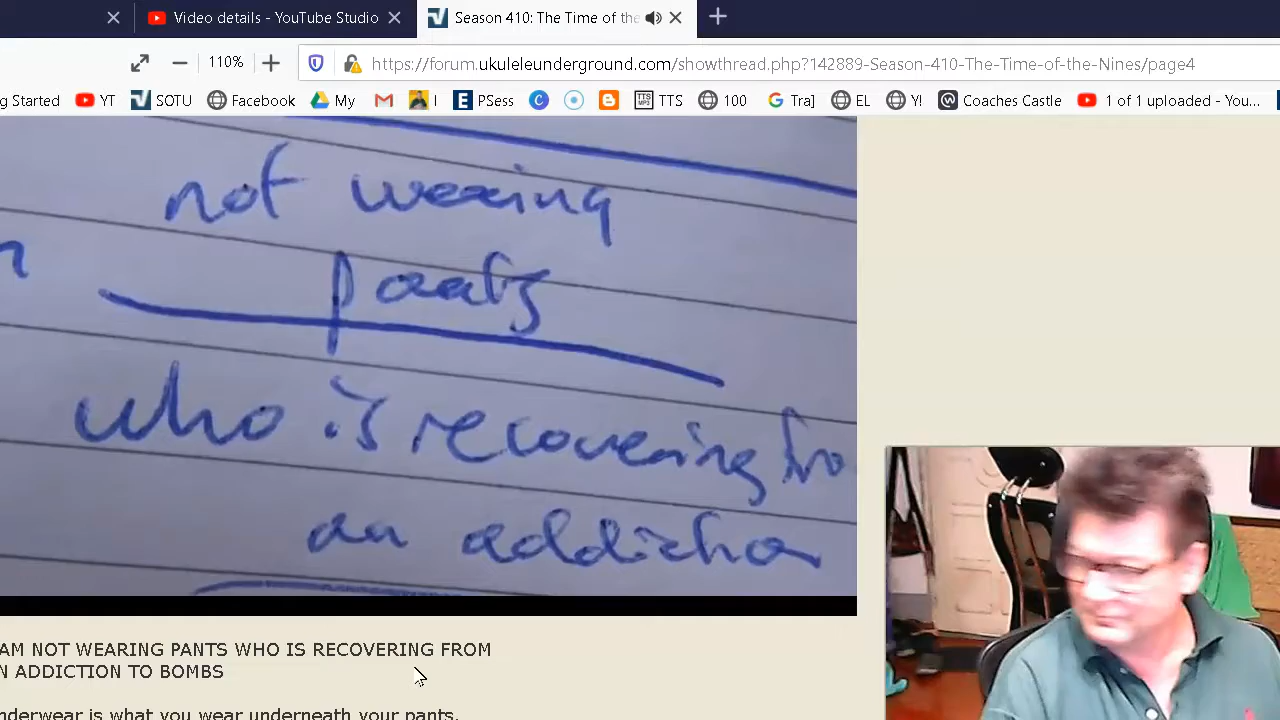 Video details - YouTube Studio
Season 410: The Time of the
110%
https://forum.ukuleleunderground.com/showthread.php?142889-Season-410-The-Time-of-the-Nines/page4
g Started YT SOTU Facebook My I PSess TTS 100 Tra] EL Coaches Castle uploaded - You...
not wearing
pants
who is recovering fro
an addiction
AM NOT WEARING PANTS WHO IS RECOVERING FROM
N ADDICTION TO BOMBS
nderwear is what you wear underneath your pants.